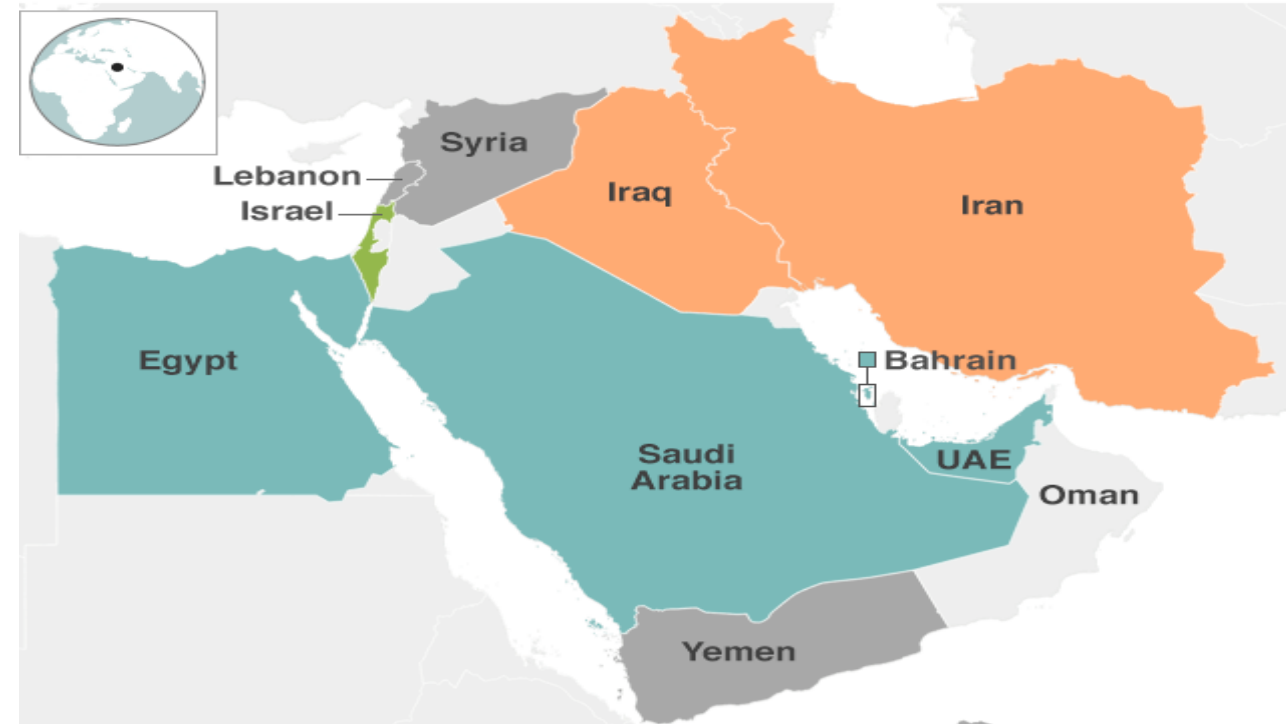 Syria
Lebanon
Israel
Iraq
Iran
Egypt
Bahrain
Saudi
Arabia
UAE
Oman
Yemen